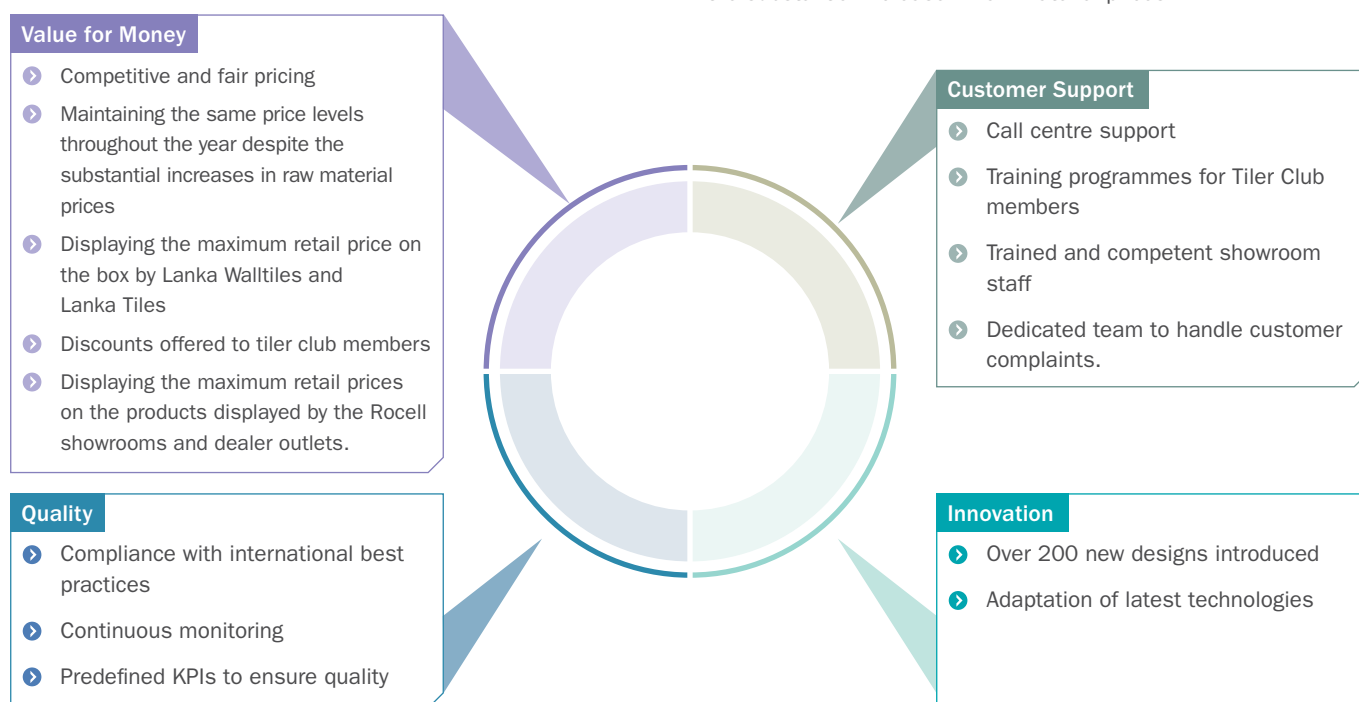 Value for Money
Competitive and fair pricing
Maintaining the same price levels
throughout the year despite the
substantial increases in raw material
prices
Displaying the maximum retail price on
the box by Lanka Walltiles and
Lanka Tiles
Discounts offered to tiler club members
Displaying the maximum retail prices
on the products displayed by the Rocell
showrooms and dealer outlets.
Customer Support
Call centre support
Training programmes for Tiler Club
members
Trained and competent showroom
staff
Dedicated team to handle customer
complaints.
Quality
Compliance with international best
practices
Continuous monitoring
Predefined KPIs to ensure quality
Innovation
Over 200 new designs introduced
Adaptation of latest technologies